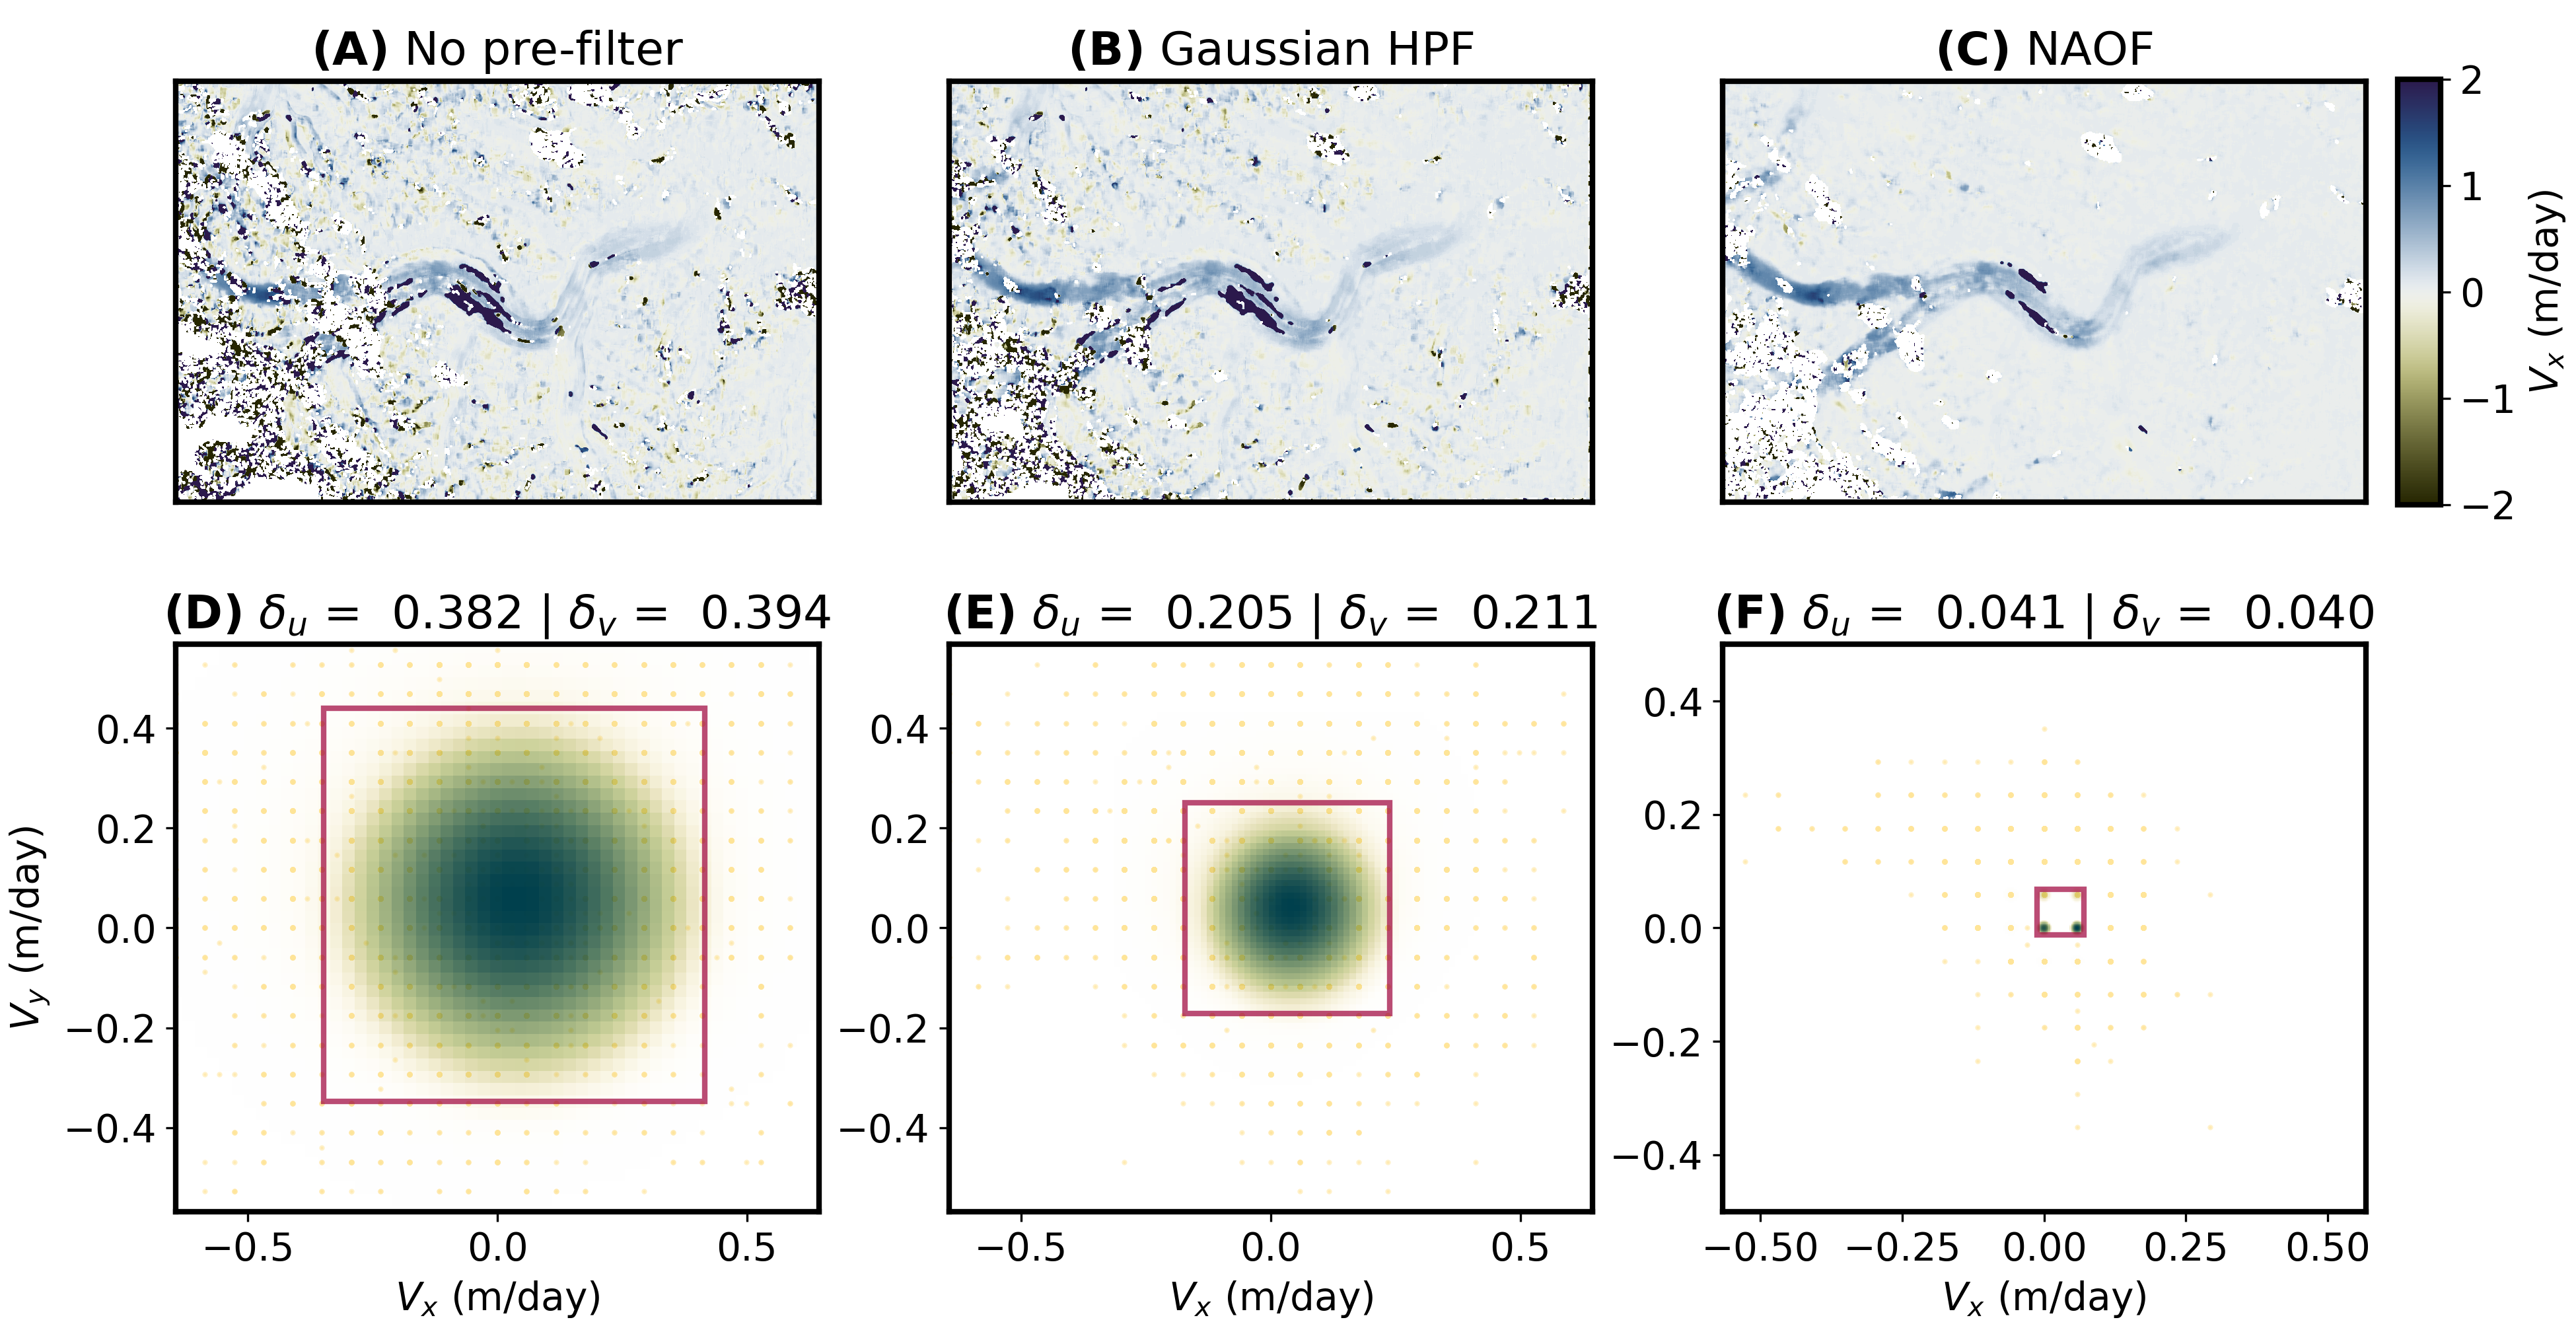 (A) No pre-filter
(B) Gaussian HPF
(C) NAOF
2
1
0
−1
−2
Vx (m/day)
(D) δu = 0.382 | δv = 0.394
(E) δu = 0.205 | δv = 0.211
(F) δu = 0.041 | δv = 0.040
Vy (m/day)
0.4
0.2
0.0
−0.2
−0.4
−0.5 0.0 0.5
Vx (m/day)
0.4
0.2
0.0
−0.2
−0.4
−0.5 0.0 0.5
Vx (m/day)
0.4
0.2
0.0
−0.2
−0.4
−0.50 −0.25 0.00 0.25 0.50
Vx (m/day)